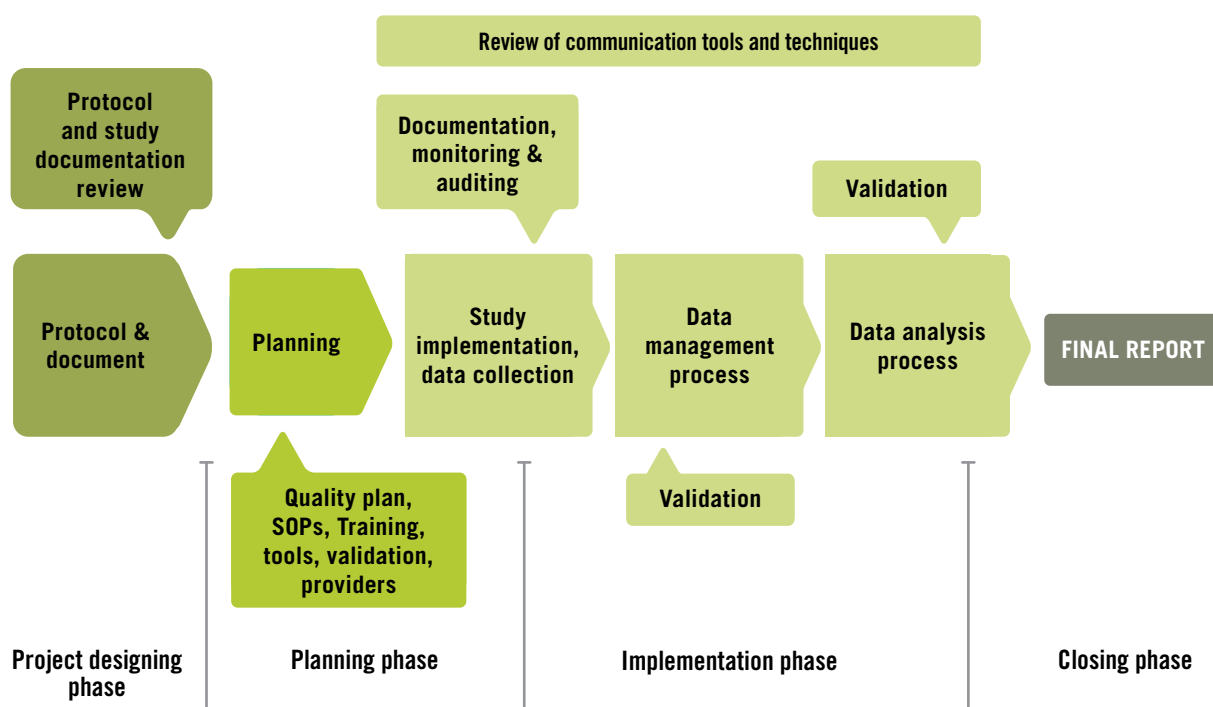 Review of communication tools and techniques
Protocol
and study
documentation
review
Documentation,
monitoring &
auditing
Validation
Protocol &
document
Planning
Study
implementation,
data collection
Data
management
process
Data analysis
process
FINAL REPORT
Quality plan,
SOPs, Training,
tools, validation,
providers
Validation
Project designing
phase
Planning phase
Implementation phase
Closing phase